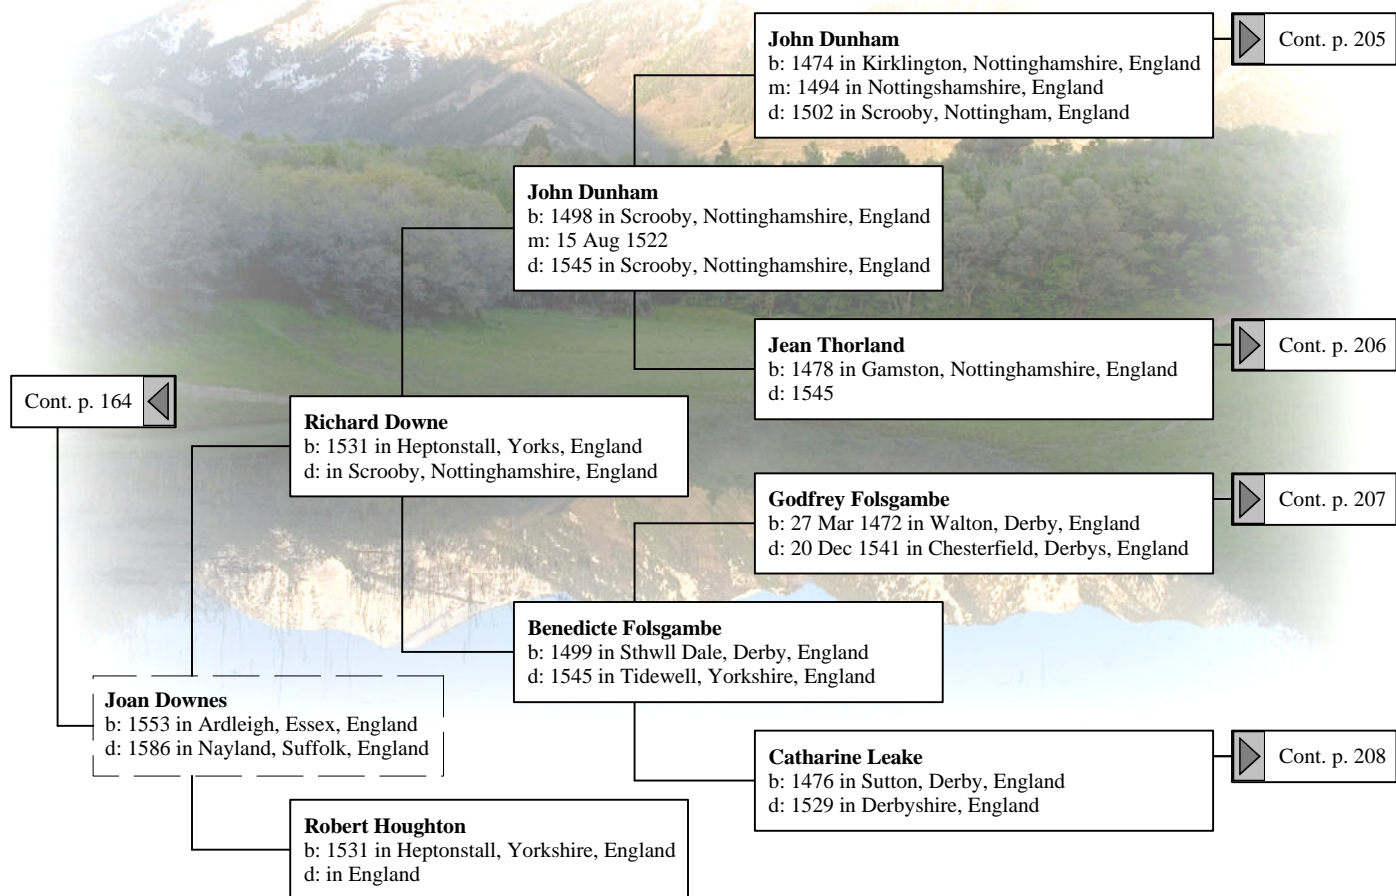 John Dunham
b: 1474 in Kirklington, Nottinghamshire, England
m: 1494 in Nottingshamshire, England
d: 1502 in Scrooby, Nottingham, England
Cont. p. 205
John Dunham
b: 1498 in Scrooby, Nottinghamshire, England
m: 15 Aug 1522
d: 1545 in Scrooby, Nottinghamshire, England
Jean Thorland
b: 1478 in Gamston, Nottinghamshire, England
d: 1545
Cont. p. 206
Cont. p. 164
Richard Downe
b: 1531 in Heptonstall, Yorks, England
d: in Scrooby, Nottinghamshire, England
Godfrey Folsgambe
b: 27 Mar 1472 in Walton, Derby, England
d: 20 Dec 1541 in Chesterfield, Derbys, England
Cont. p. 207
Benedicte Folsgambe
b: 1499 in Sthwll Dale, Derby, England
d: 1545 in Tidewell, Yorkshire, England
Joan Downes
b: 1553 in Ardleigh, Essex, England
d: 1586 in Nayland, Suffolk, England
Catharine Leake
b: 1476 in Sutton, Derby, England
d: 1529 in Derbyshire, England
Cont. p. 208
Robert Houghton
b: 1531 in Heptonstall, Yorkshire, England
d: in England